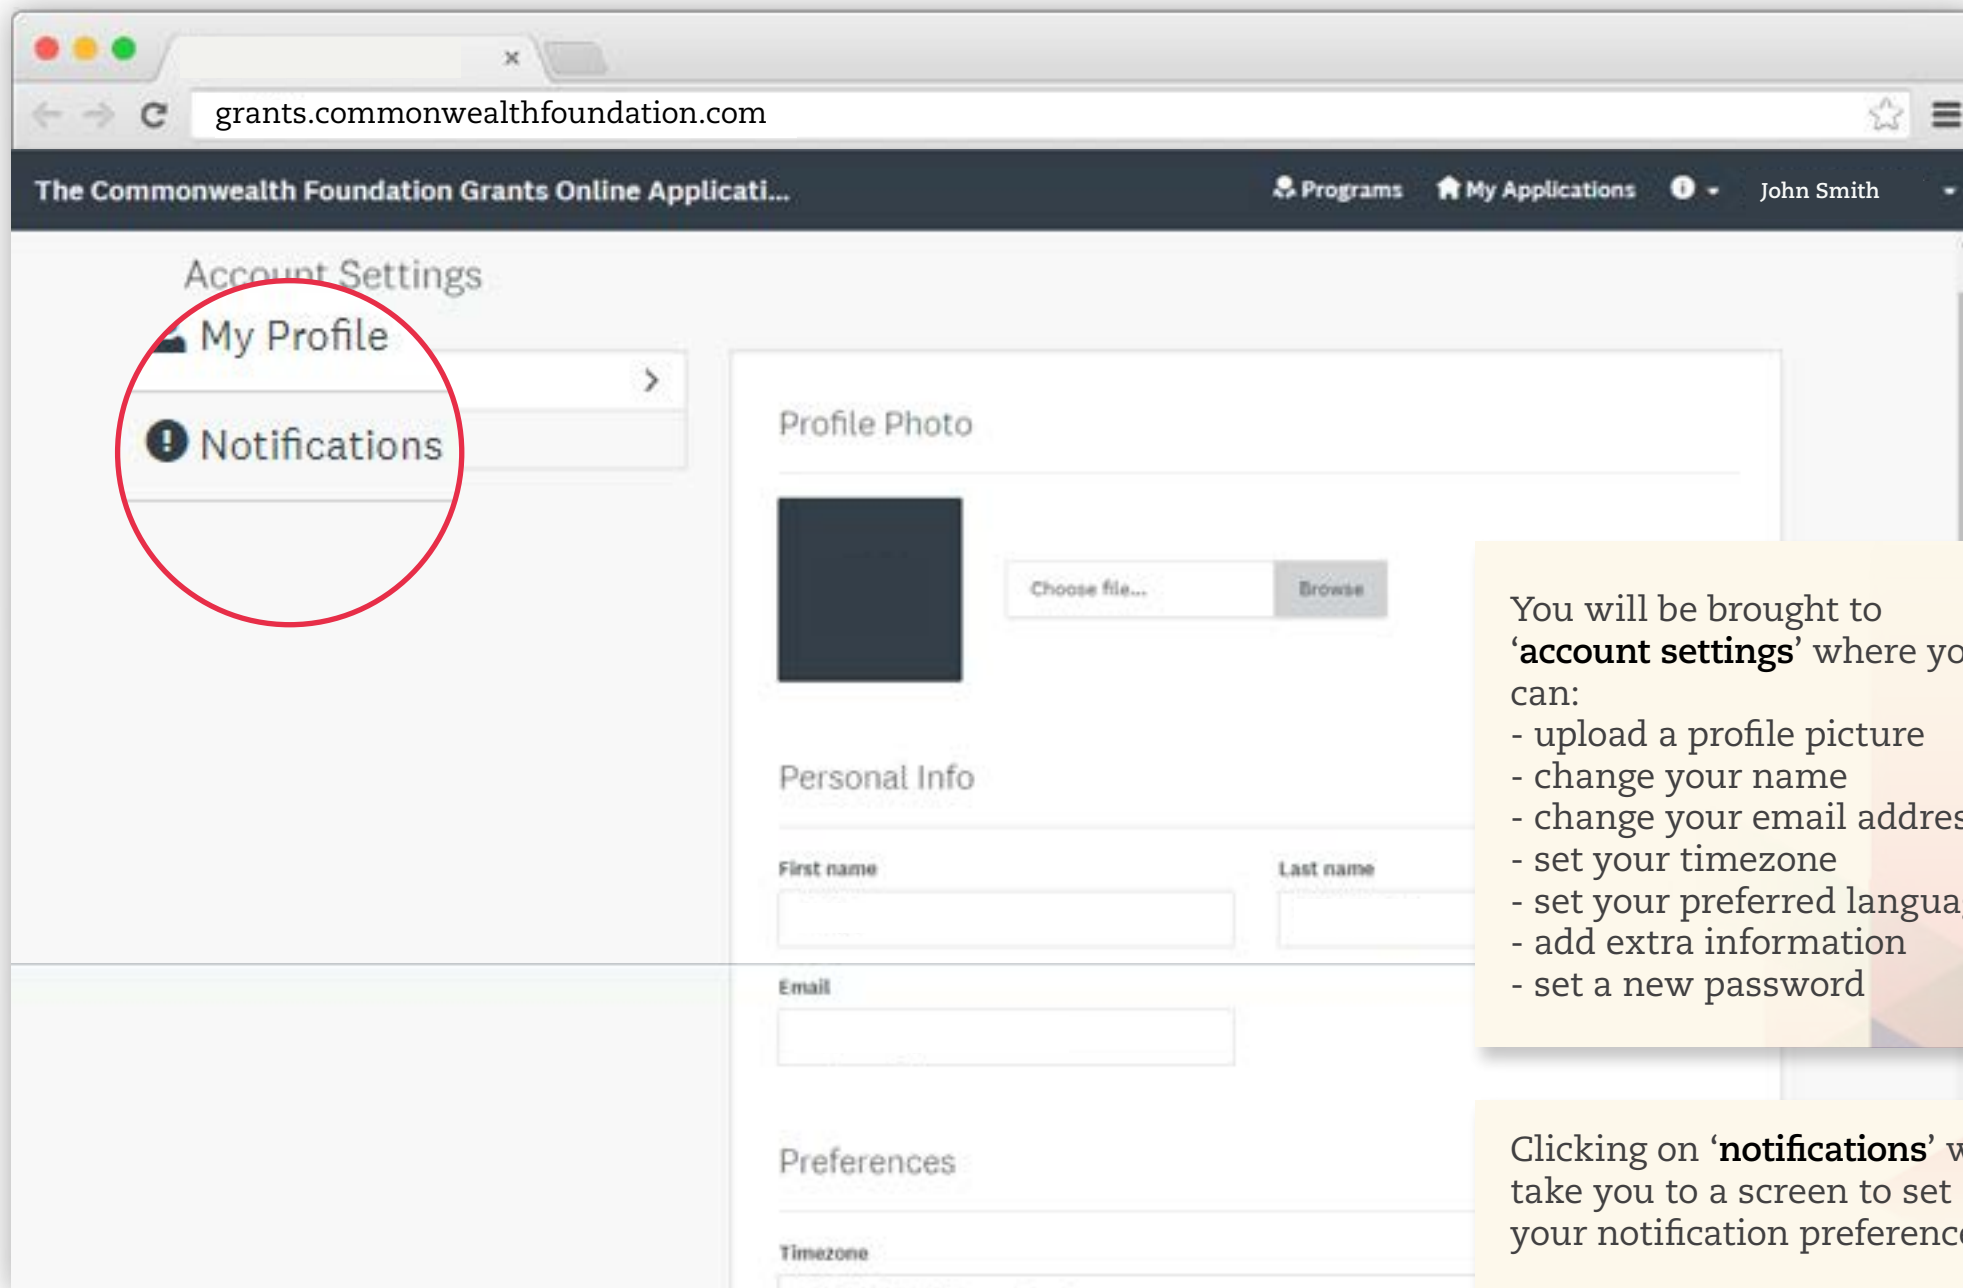 grants.commonwealthfoundation.com
The Commonwealth Foundation Grants Online Applicati...
Programs
My Applications
John Smith
Account Settings
My Profile
Notifications
Profile Photo
Choose file...
Browse
Personal Info
First name
Last name
Email
Preferences
Timezone
You will be brought to
‘account settings’ where yo
can:
- upload a profile picture
- change your name
- change your email addres
- set your timezone
- set your preferred langua
- add extra information
- set a new password
Clicking on ‘notifications’ w
take you to a screen to set
your notification preferenc